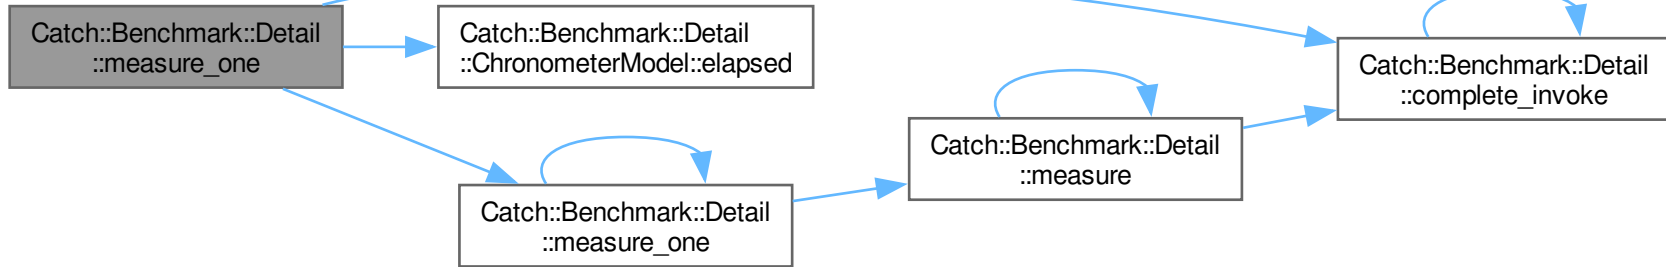 Catch::Benchmark::Detail
::measure_one
Catch::Benchmark::Detail
::ChronometerModel::elapsed
Catch::Benchmark::Detail
::measure_one
Catch::Benchmark::Detail
::measure
Catch::Benchmark::Detail
::complete_invoke